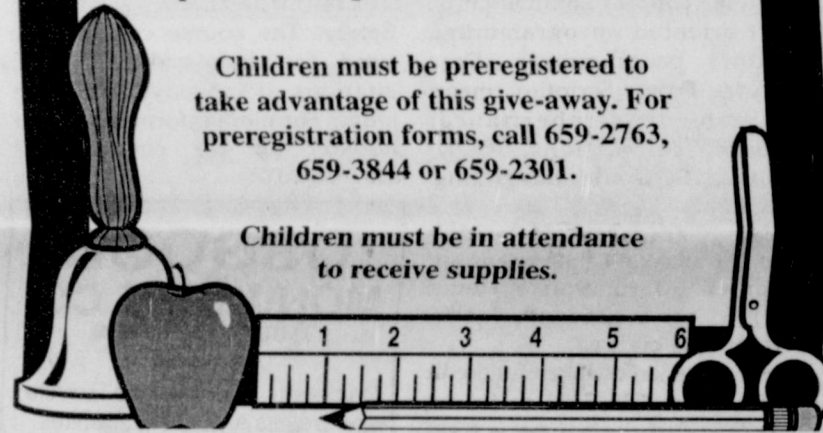 Children must be preregistered to
take advantage of this give-away. For
preregistration forms, call 659-2763,
659-3844 or 659-2301.
Children must be in attendance
to receive supplies.
1 2 3 4 5 6